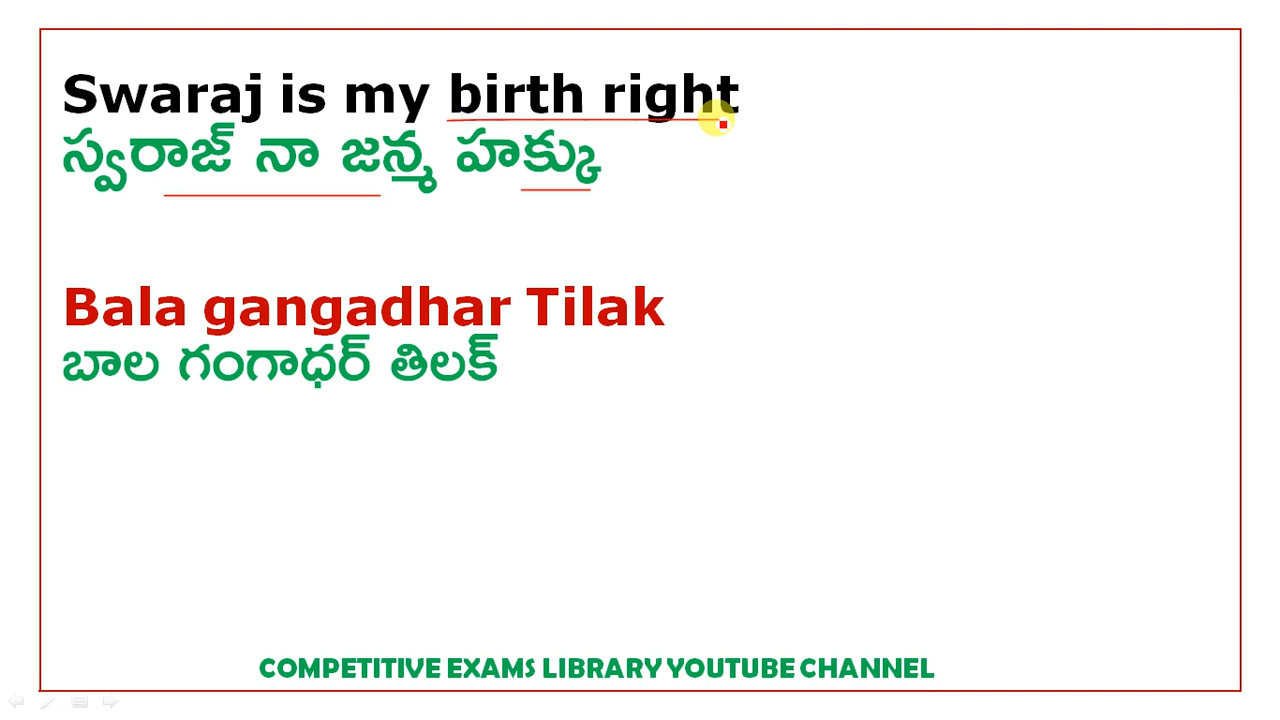 Swaraj is my birth right
స్వరాజ్ నా జన్మ హక్కు
Bala gangadhar Tilak
బాల గంగాధర్ తిలక్
COMPETITIVE EXAMS LIBRARY YOUTUBE CHANNEL